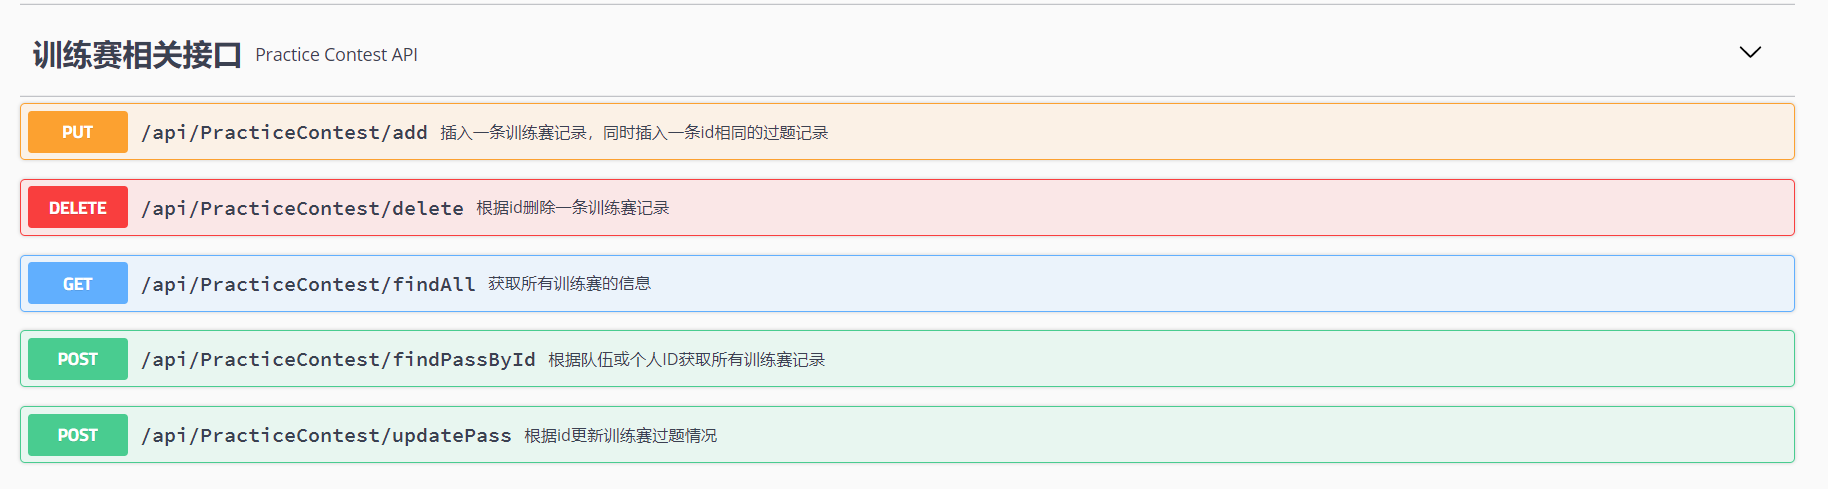 训练赛相关接口 Practice Contest API
PUT /api/PracticeContest/add 插入一条训练赛记录，同时插入一条id相同的过题记录
DELETE /api/PracticeContest/delete 根据id删除一条训练赛记录
GET /api/PracticeContest/findAll 获取所有训练赛的信息
POST /api/PracticeContest/findPassById 根据队伍或个人ID获取所有训练赛记录
POST /api/PracticeContest/updatePass 根据id更新训练赛过题情况